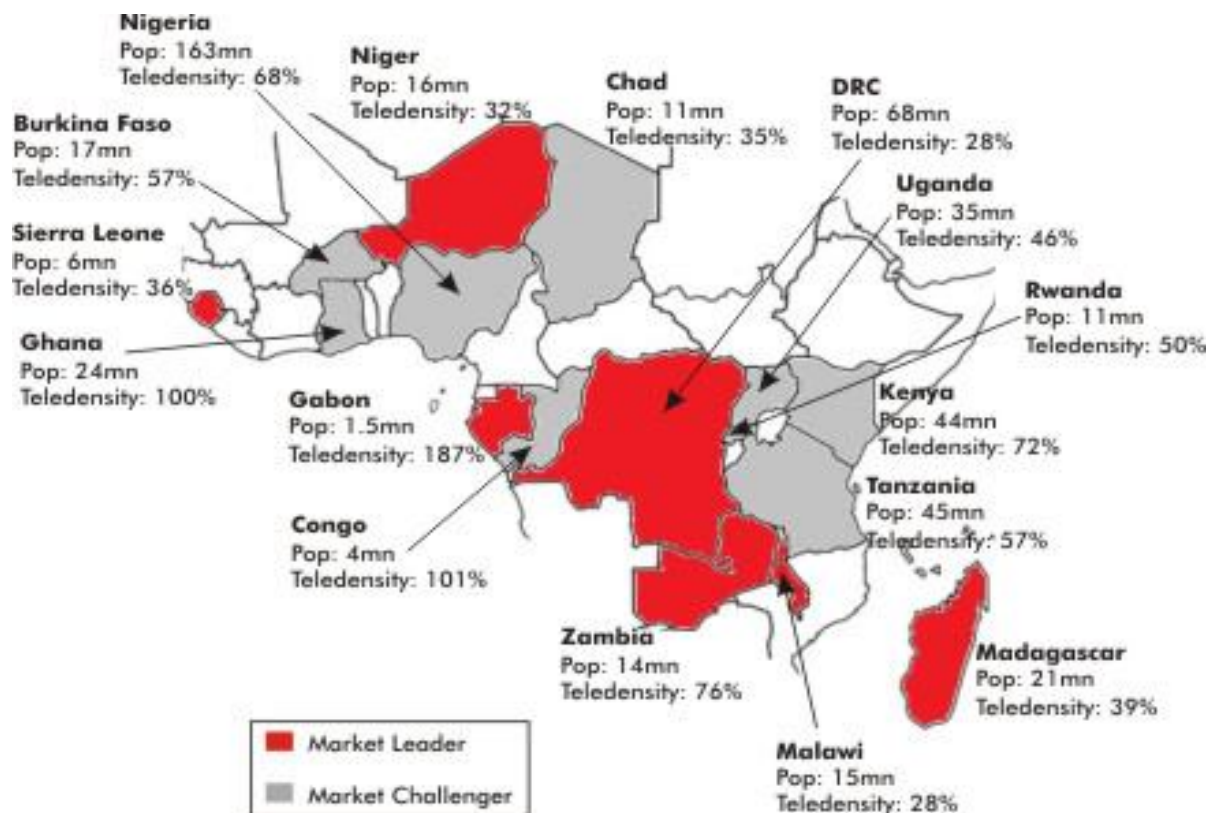 Nigeria
Pop: 163mn
Teledensity: 68%
Niger
Pop: 16mn
Teledensity: 32%
Chad
Pop: 11mn
Teledensity: 35%
DRC
Pop: 68mn
Teledensity: 28%
Burkina Faso
Pop: 17mn
Teledensity: 57%
Uganda
Pop: 35mn
Teledensity: 46%
Sierra Leone
Pop: 6mn
Teledensity: 36%
Rwanda
Pop: 11mn
Teledensity: 50%
Ghana
Pop: 24mn
Teledensity: 100%
Gabon
Pop: 1.5mn
Teledensity: 187%
Kenya
Pop: 44mn
Teledensity: 72%
Tanzania
Pop: 45mn
Teledensity: 57%
Congo
Pop: 4mn
Teledensity: 101%
Zambia
Pop: 14mn
Teledensity: 76%
Madagascar
Pop: 21mn
Teledensity: 39%
Malawi
Pop: 15mn
Teledensity: 28%
Market Leader
Market Challenger